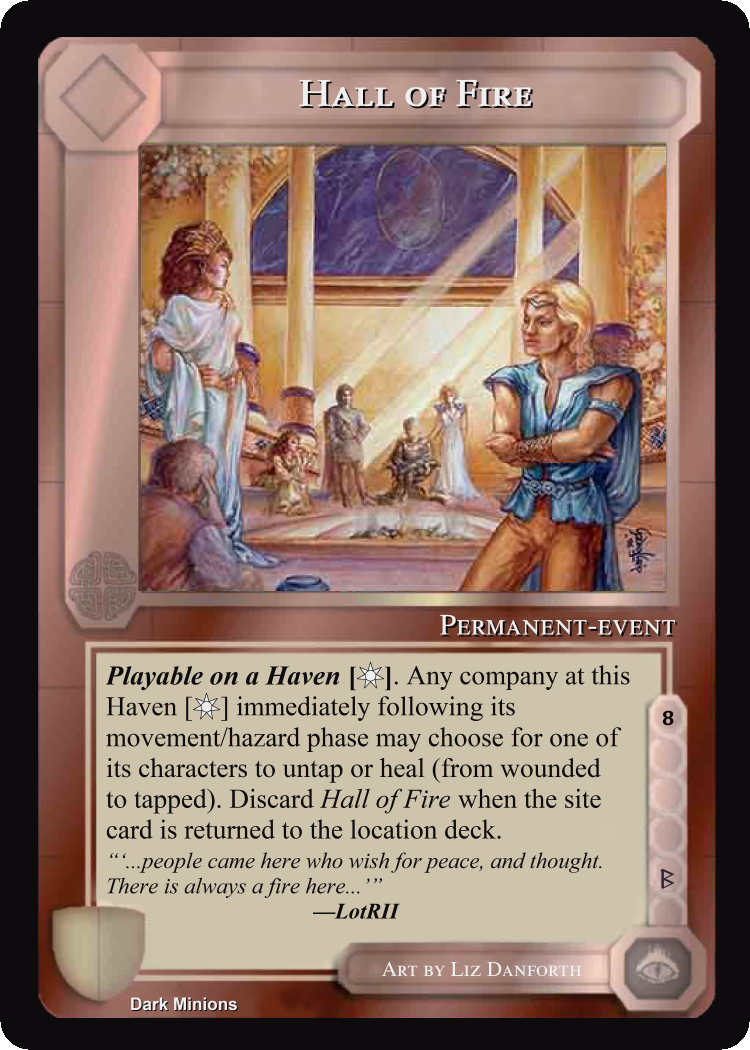 Hall of Fire
Permanent-event
Playable on a Haven [☼]. Any company at this
Haven [☼] immediately following its
movement/hazard phase may choose for one of
its characters to untap or heal (from wounded
to tapped). Discard Hall of Fire when the site
card is returned to the location deck.
“‘...people came here who wish for peace, and thought.
There is always a fire here...’”
—LotRII
8
Art by Liz Danforth
Dark Minions